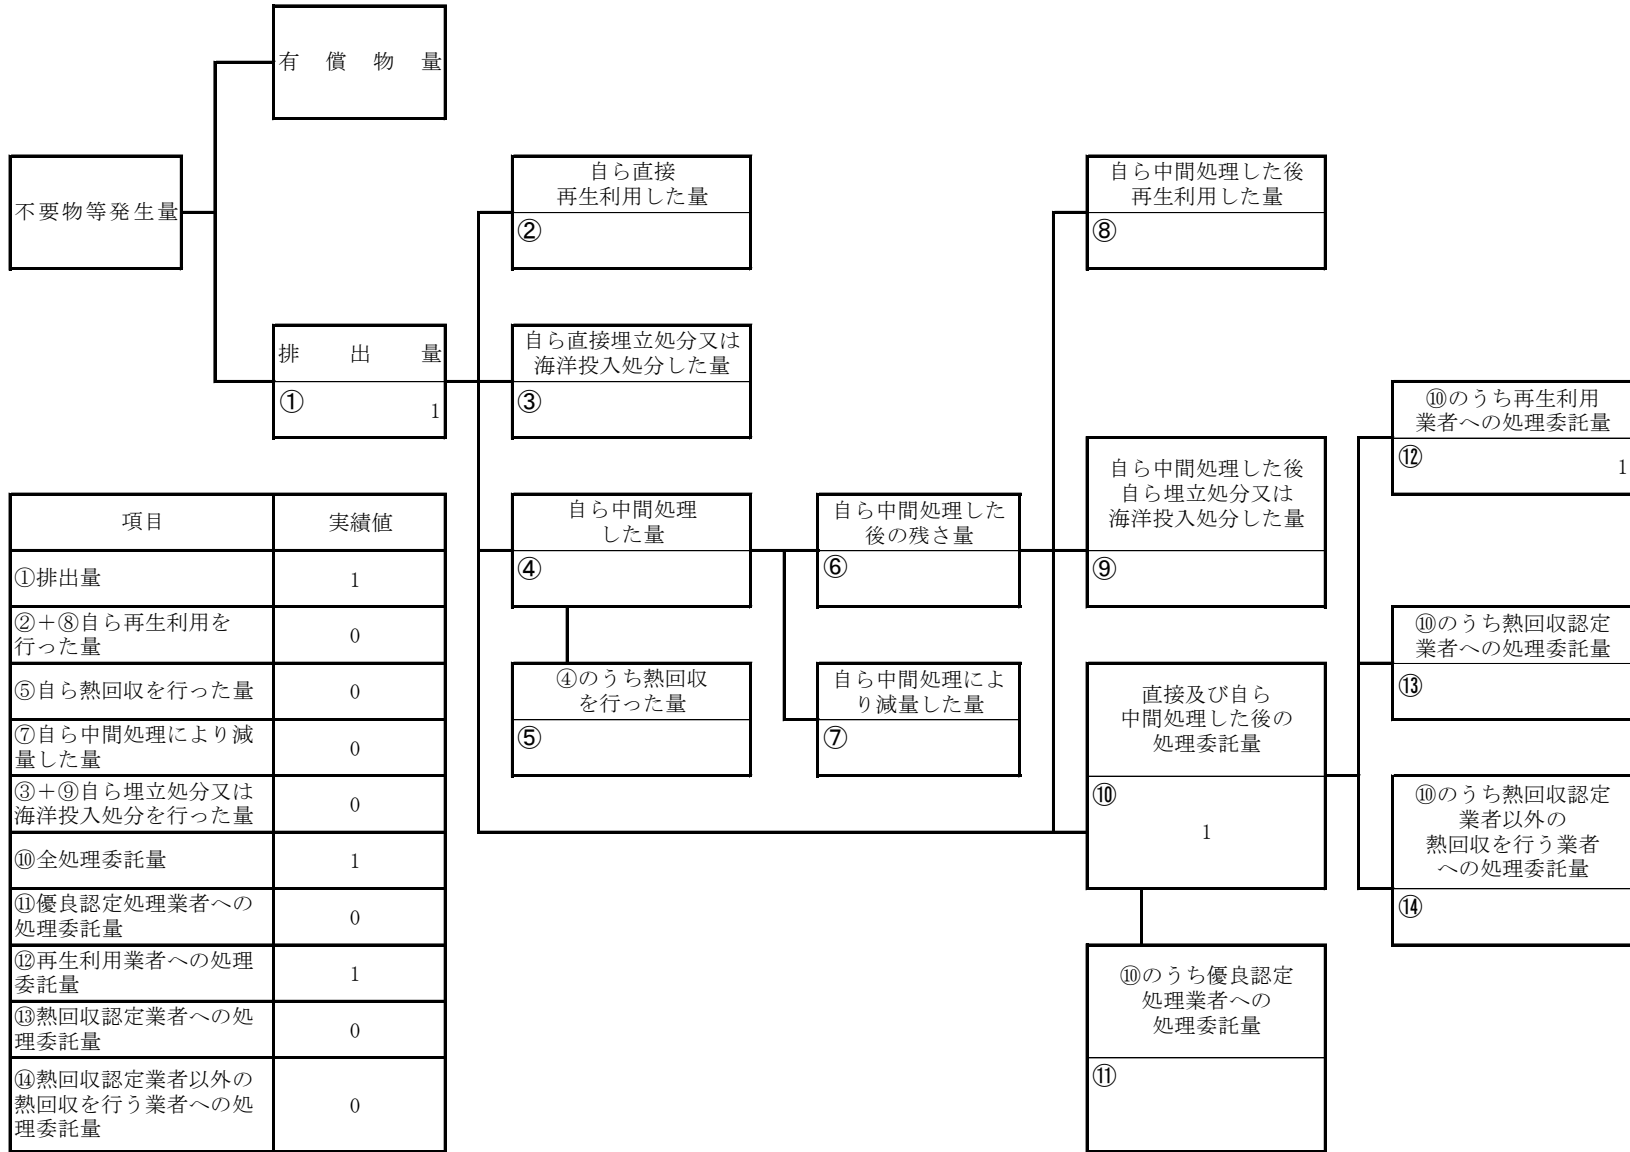 有償物量
不要物等発生量
排出量
① 1
自ら直接
再生利用した量
②
自ら直接埋立処分又は
海洋投入処分した量
③
自ら中間処理
した量
④
④のうち熱回収
を行った量
⑤
自ら中間処理した
後の残さ量
⑥
自ら中間処理によ
り減量した量
⑦
自ら中間処理した後
再生利用した量
⑧
自ら中間処理した後
自ら埋立処分又は
海洋投入処分した量
⑨
直接及び自ら
中間処理した後の
処理委託量
⑩
1
⑩のうち優良認定
処理業者への
処理委託量
⑪
⑩のうち再生利用
業者への処理委託量
⑫ 1
⑩のうち熱回収認定
業者への処理委託量
⑬
⑩のうち熱回収認定
業者以外の
熱回収を行う業者
への処理委託量
⑭
項目 実績値
①排出量 1
②+⑧自ら再生利用を
行った量 0
⑤自ら熱回収を行った量 0
⑦自ら中間処理により減
量した量 0
③+⑨自ら埋立処分又は
海洋投入処分を行った量 0
⑩全処理委託量 1
⑪優良認定処理業者への
処理委託量 0
⑫再生利用業者への処理
委託量 1
⑬熱回収認定業者への処
理委託量 0
⑭熱回収認定業者以外の
熱回収を行う業者への処
理委託量 0